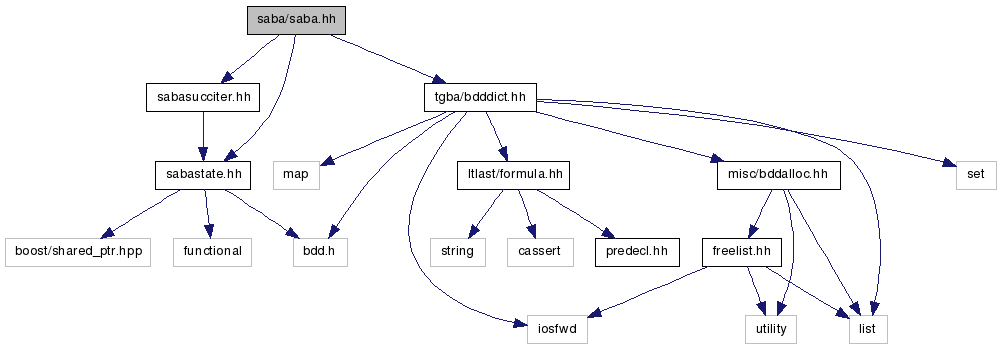 saba/saba.hh
sabasucciter.hh
tgba/bdddict.hh
sabastate.hh
map
ltlast/formula.hh
misc/bddalloc.hh
set
boost/shared_ptr.hpp
functional
bdd.h
string
cassert
predecl.hh
freelist.hh
iosfwd
utility
list